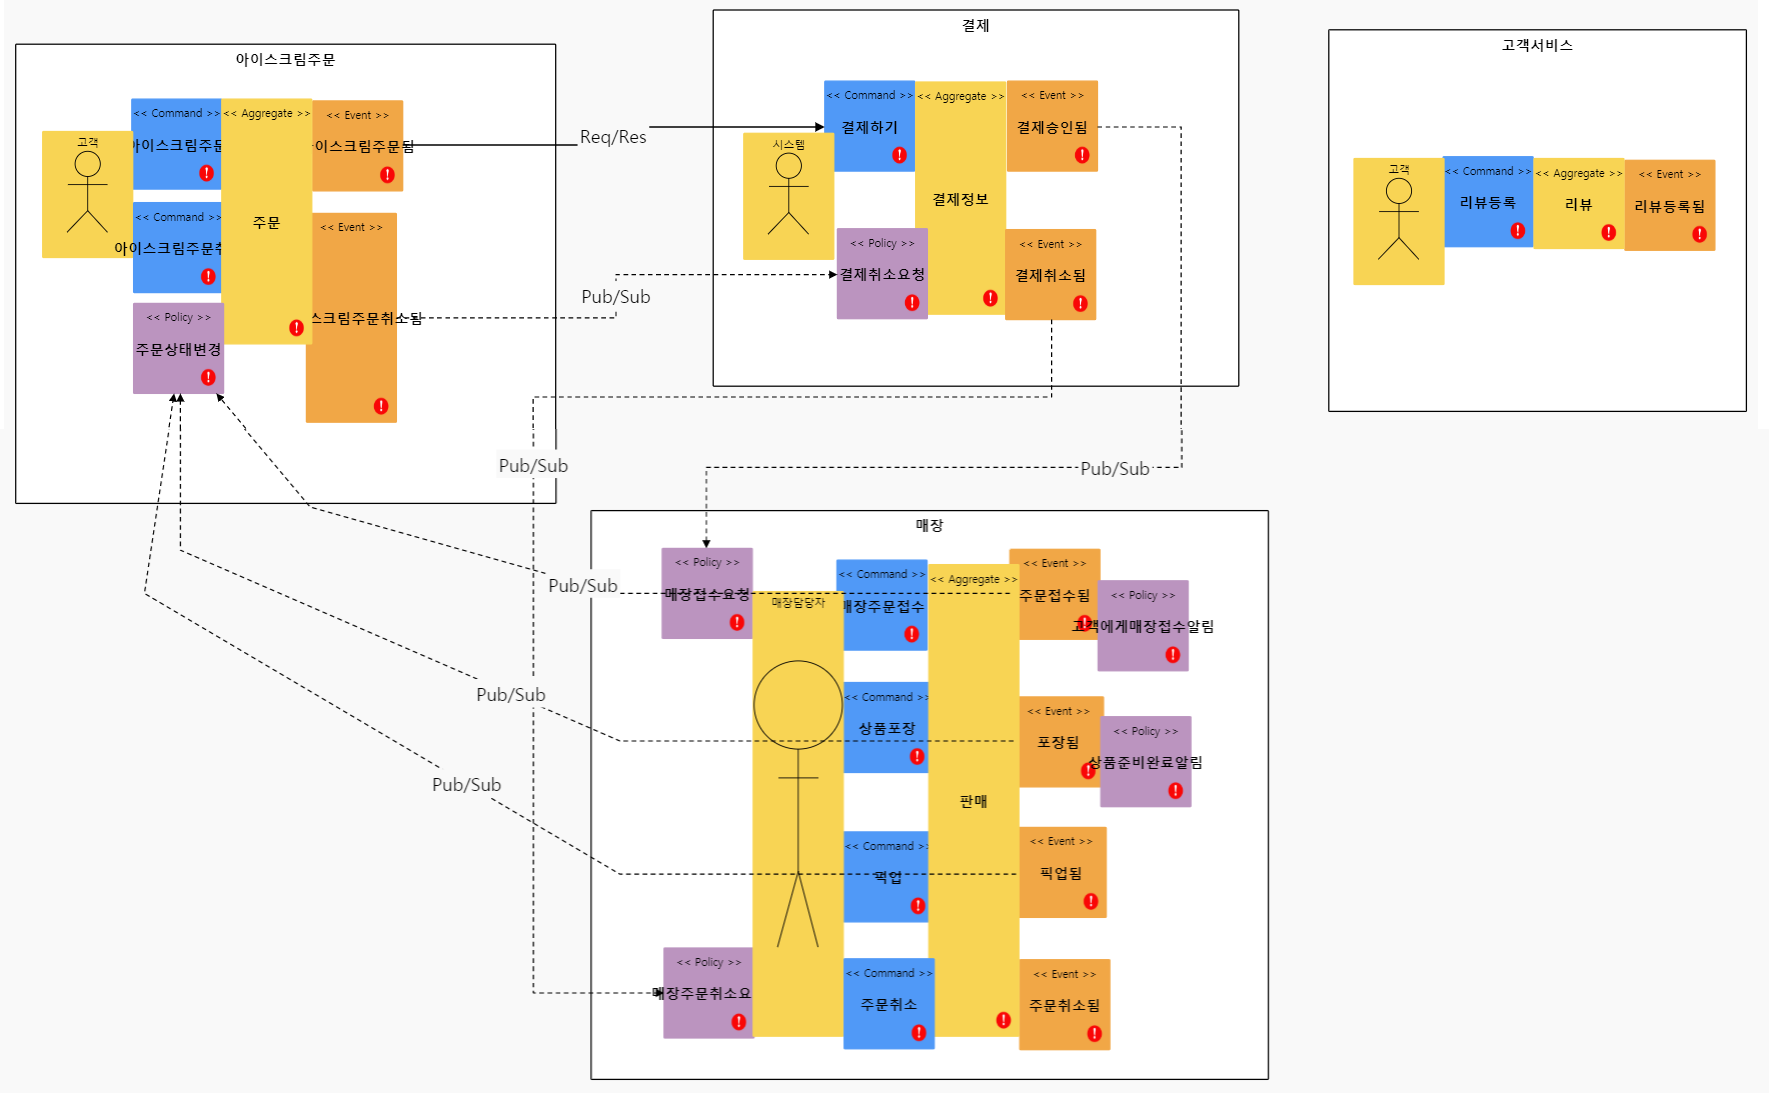 아이스크림주문
고객
<< Command >>
아이스크림주문
<< Aggregate >>
주문
<< Event >>
이스크림주문됨
<< Command >>
아이스크림주문취
<< Event >>
스크림주문취소됨
<< Policy >>
주문상태변경
Req/Res
Pub/Sub
결제
시스템
<< Command >>
결제하기
<< Aggregate >>
결제정보
<< Event >>
결제승인됨
<< Policy >>
결제취소요청
<< Event >>
결제취소됨
고객서비스
고객
<< Command >>
리뷰등록
<< Aggregate >>
리뷰
<< Event >>
리뷰등록됨
Pub/Sub
Pub/Sub
Pub/Sub
Pub/Sub
Pub/Sub
매장
<< Policy >>
매장접수요청
매장담당자
<< Command >>
매장주문접수
<< Aggregate >>
판매
<< Event >>
주문접수됨
<< Policy >>
고객에게매장접수알림
<< Command >>
상품포장
<< Event >>
포장됨
<< Policy >>
상품준비완료알림
<< Command >>
픽업
<< Event >>
픽업됨
<< Policy >>
매장주문취소요
<< Command >>
주문취소
<< Event >>
주문취소됨